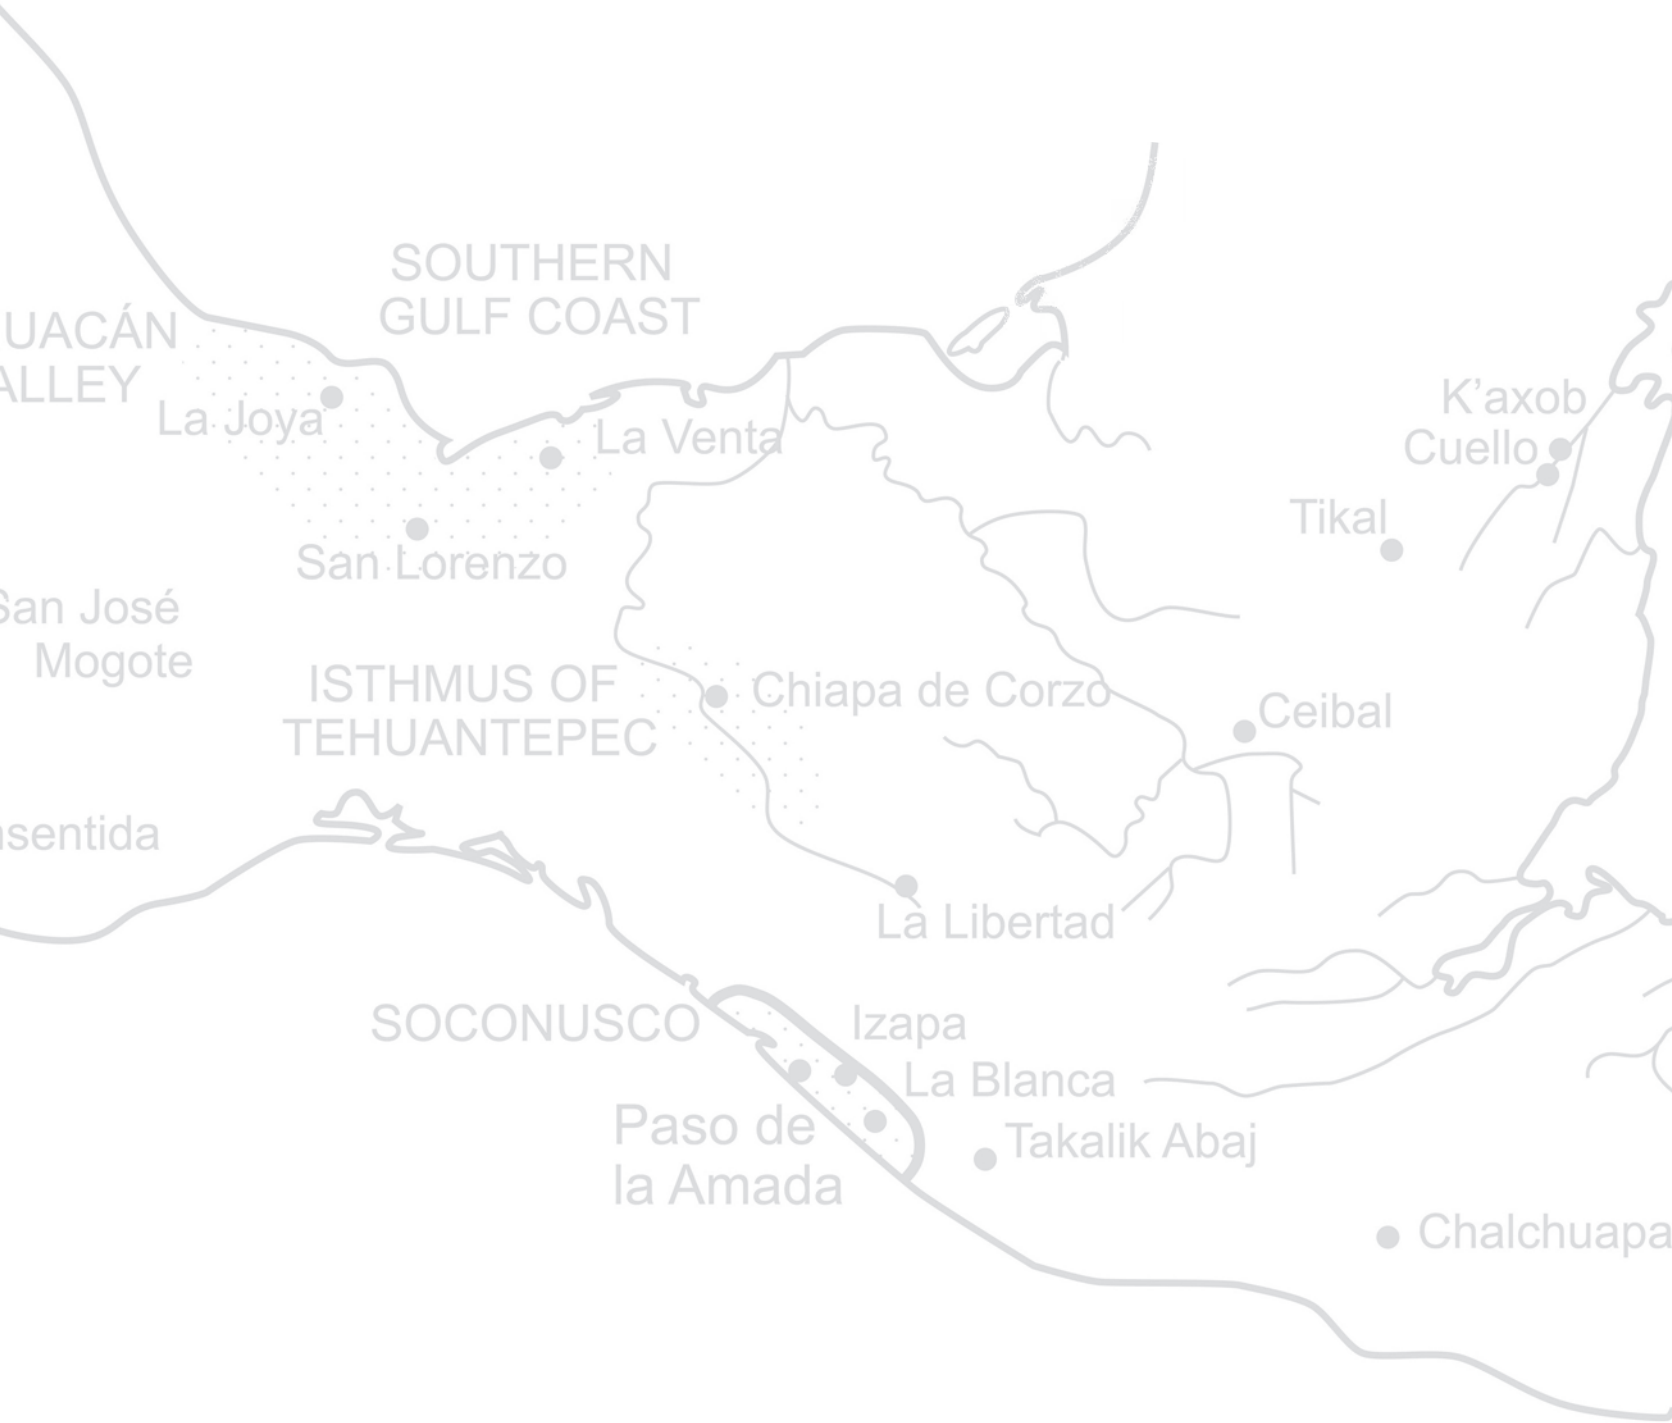 SOUTHERN
GULF COAST
UACÁN
ALLEY
La Joya
La Venta
K’axob
Cuello
Tikal
San Lorenzo
San José
Mogote
ISTHMUS OF
TEHUANTEPEC
Chiapa de Corzo
Ceibal
sentida
La Libertad
SOCONUSCO
Izapa
La Blanca
Paso de
la Amada
Takalik Abaj
Chalchuapa